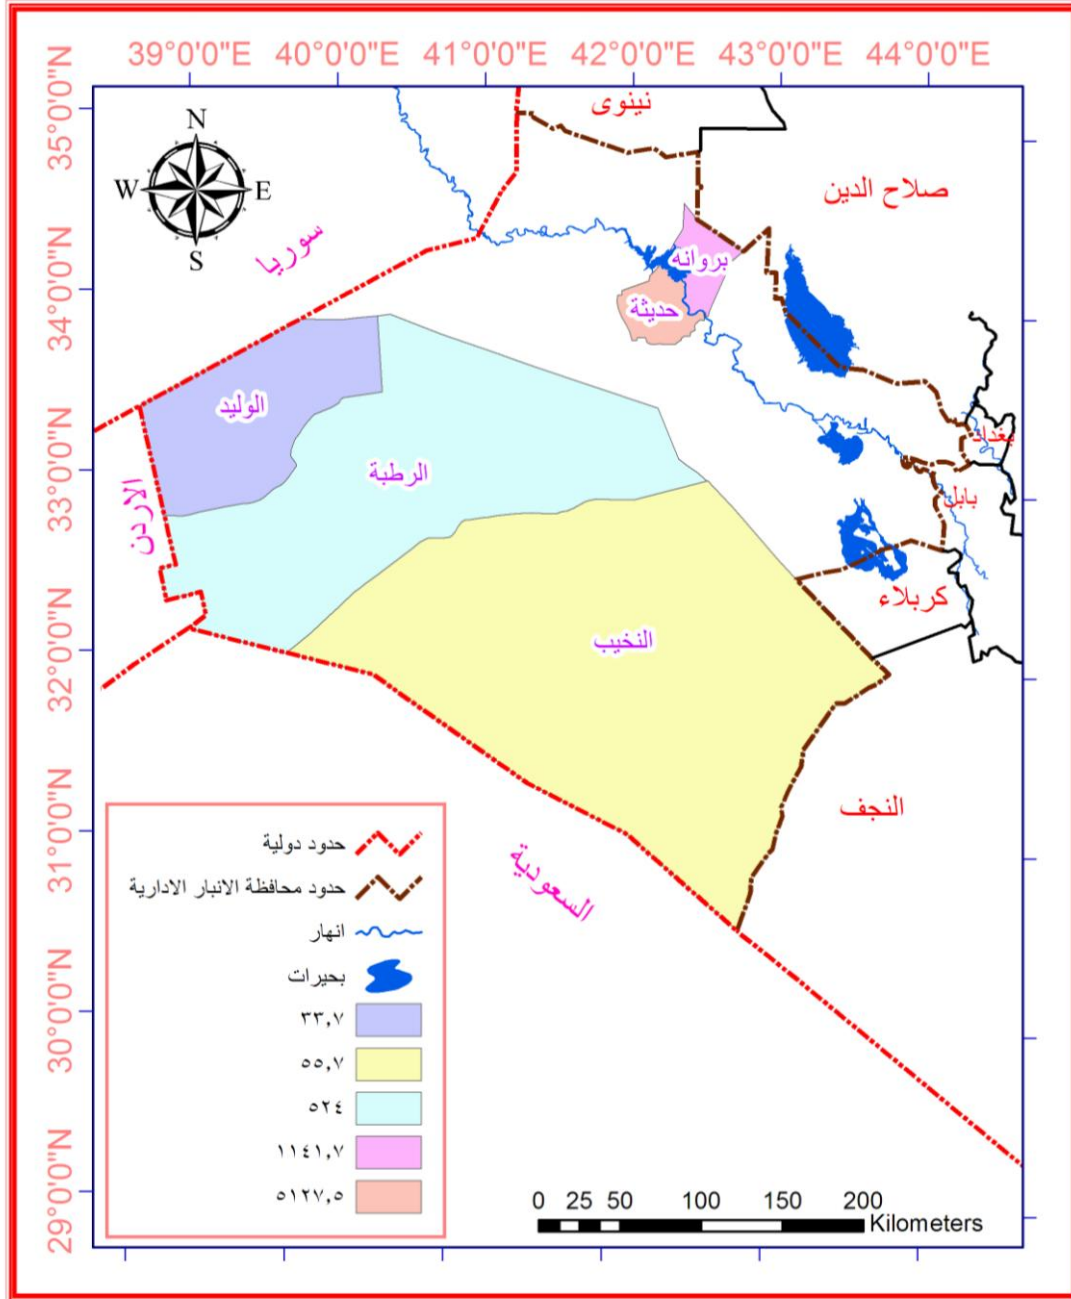 39°0'0"E 40°0'0"E 41°0'0"E 42°0'0"E 43°0'0"E 44°0'0"E
35°0'0"N
34°0'0"N
33°0'0"N
32°0'0"N
31°0'0"N
30°0'0"N
29°0'0"N
N
W E
S
نينوى
صلاح الدين
سوريا
بروانه
حديثة
الوليد
الرطبة
بغداد
بابل
الاردن
كربلاء
النخيب
النجف
السعودية
حدود دولية
حدود محافظة الانبار الادارية
انهار
بحيرات
٣٣,٧
٥٥,٧
٥٢٤
١١٤١,٧
٥١٢٧,٥
0 25 50 100 150 200
Kilometers